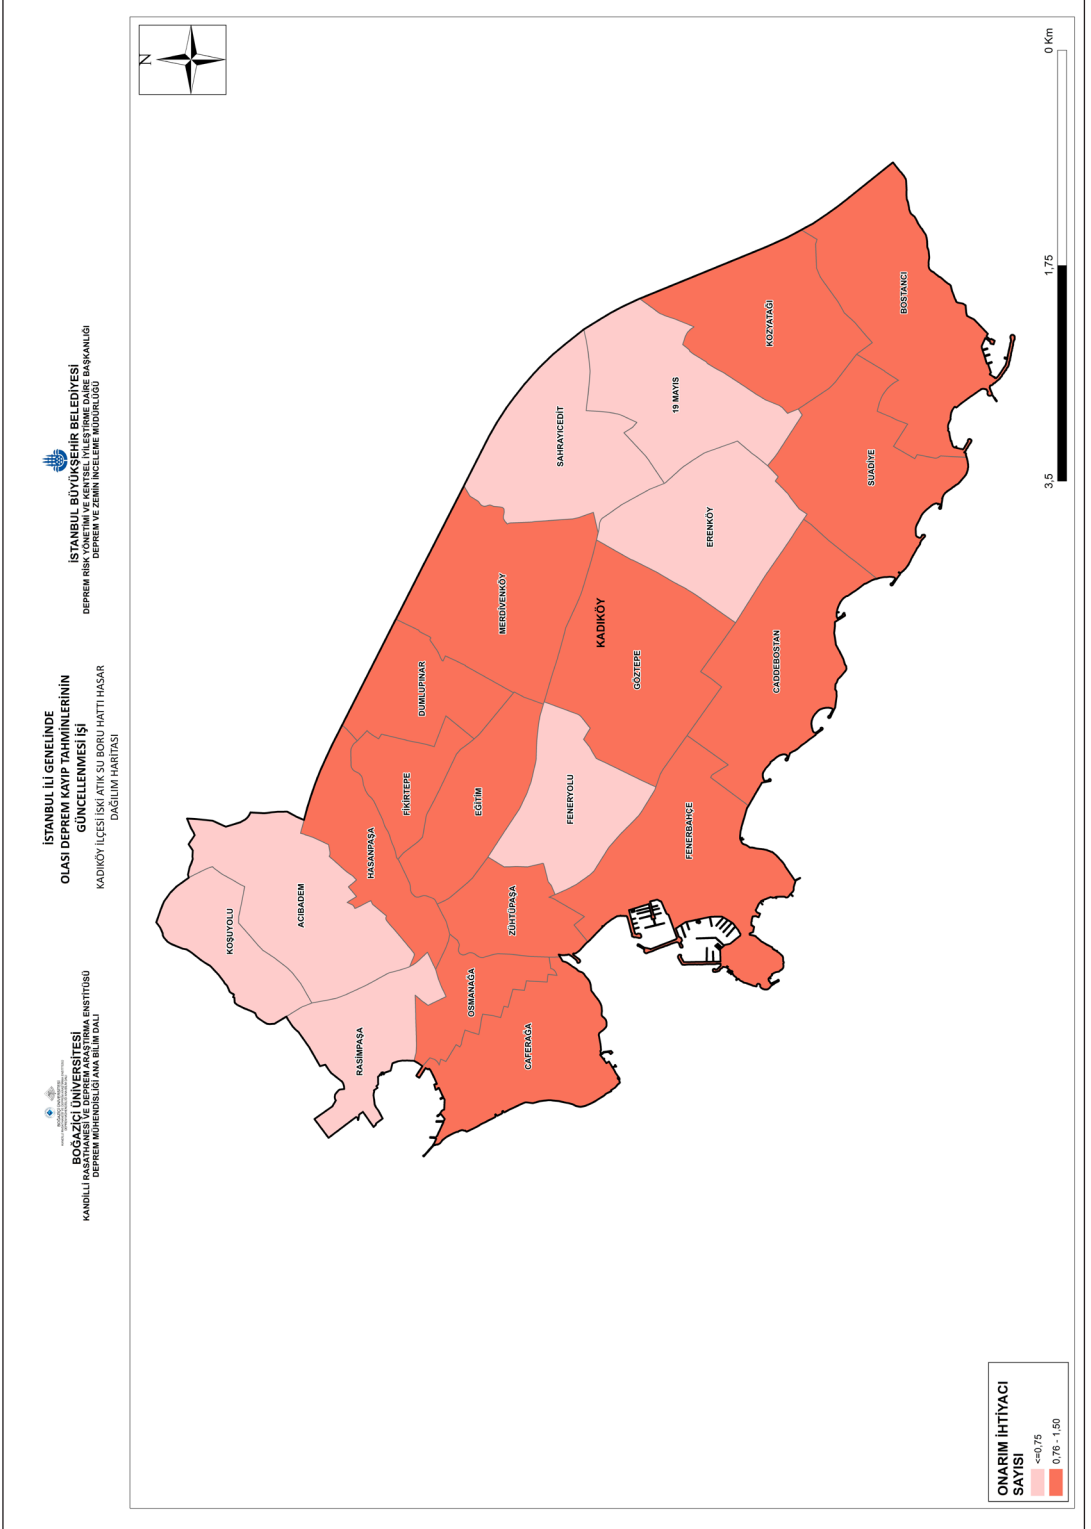 BOĞAZİÇİ ÜNİVERSİTESİ
KANDİLLİ RASATHANESİ VE DEPREM ARAŞTIRMA ENSTİTÜSÜ
DEPREM MÜHENDİSLİĞİ ANA BİLİM DALI
İSTANBUL İLİ GENELİNDE
OLASI DEPREM KAYIP TAHMİNLERİNİN
GÜNCELLENMESİ İŞİ
KADIKÖY İLÇESİ İSKİ ATIK SU BORU HATTI HASAR
DAĞILIM HARİTASI
İSTANBUL BÜYÜKŞEHİR BELEDİYESİ
DEPREM RİSK YÖNETİMİ VE KENTSEL İYİLEŞTİRME DAİRE BAŞKANLIĞI
DEPREM VE ZEMİN İNCELEME MÜDÜRLÜĞÜ
N
KOŞUYOLU
ACIBADEM
RASİMPAŞA
HASANPAŞA
FİKİRTEPE
DUMLUPINAR
EĞİTİM
OSMANAĞA
MERDİVENKÖY
ZÜHTÜPAŞA
CAFERAĞA
SAHRAYICEDİT
FENERYOLU
KADIKÖY
GÖZTEPE
19 MAYIS
FENERBAHÇE
ERENKÖY
KOZYATAĞI
CADDEBOSTAN
SUADİYE
BOSTANCI
ONARIM İHTİYACI
SAYISI
<=0,75
0,76 - 1,50
3,5
1,75
0 Km